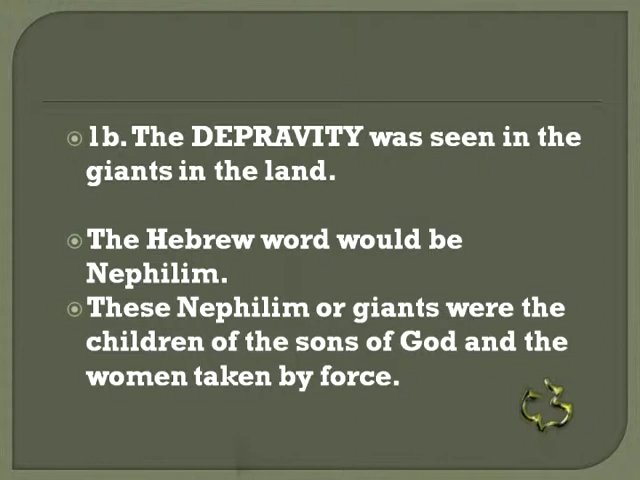 1b. The DEPRAVITY was seen in the
giants in the land.
The Hebrew word would be
Nephilim.
These Nephilim or giants were the
children of the sons of God and the
women taken by force.